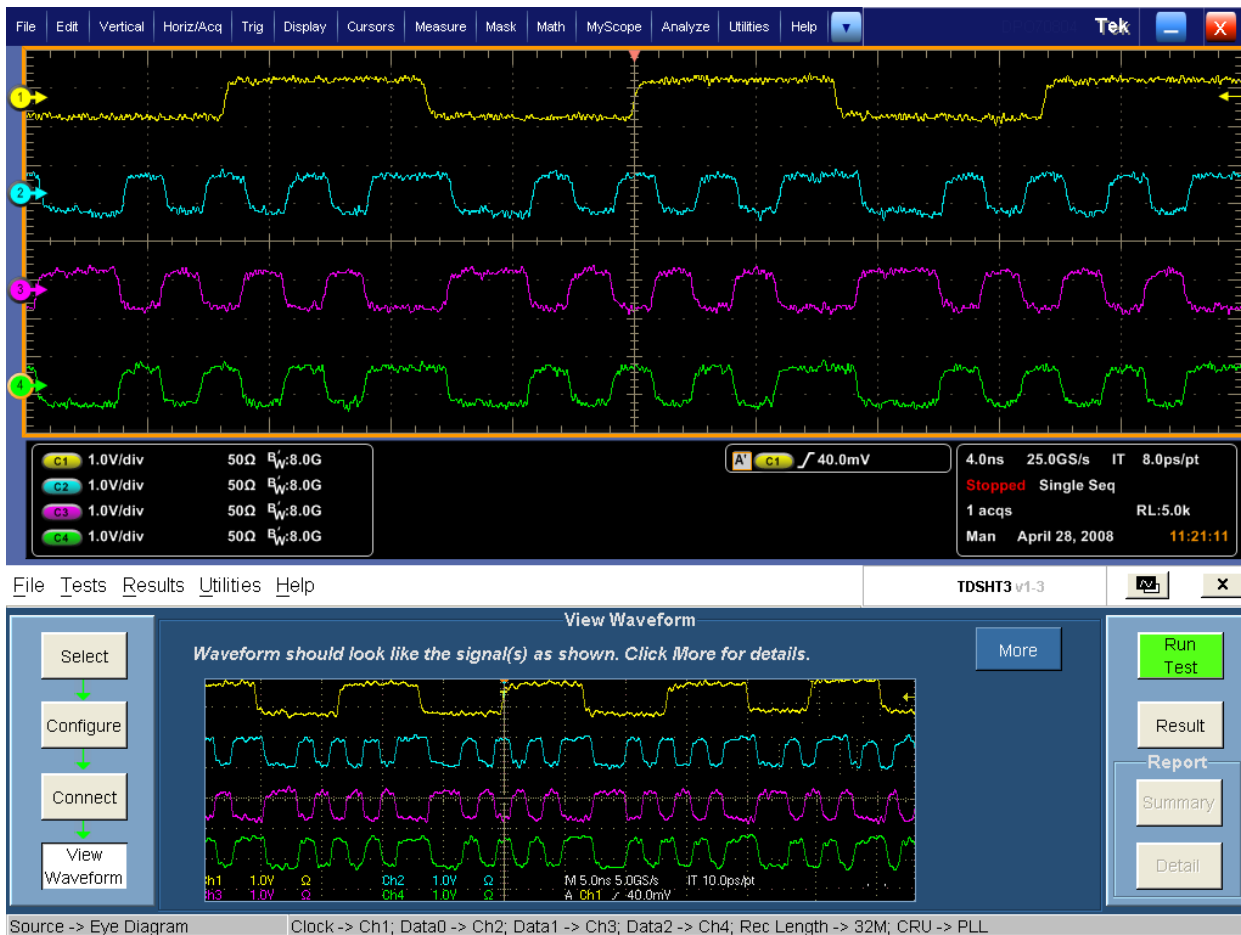 File Edit Vertical Horiz/Acq Trig Display Cursors Measure Mask Math MyScope Analyze Utilities Help Tek X
1
2
3
4
C1 1.0V/div 50Ω BW:8.0G
C2 1.0V/div 50Ω BW:8.0G
C3 1.0V/div 50Ω BW:8.0G
C4 1.0V/div 50Ω BW:8.0G
A' C1 40.0mV
4.0ns 25.0GS/s IT 8.0ps/pt
Stopped Single Seq
1 acqs RL:5.0k
Man April 28, 2008 11:21:11
File Tests Results Utilities Help TDSHT3 v1-3 x
View Waveform
Waveform should look like the signal(s) as shown. Click More for details.
More
Select
Configure
Connect
View
Waveform
Ch2 1.0V Ω M 5.0ns 5.0GS/s IT 10.0ps/pt
h1 1.0V Ω
h3 1.0V Ω Ch4 1.0V Ω A Ch1 40.0mV
Run
Test
Result
Report
Summary
Detail
Source -> Eye Diagram Clock -> Ch1; Data0 -> Ch2; Data1 -> Ch3; Data2 -> Ch4; Rec Length -> 32M; CRU -> PLL